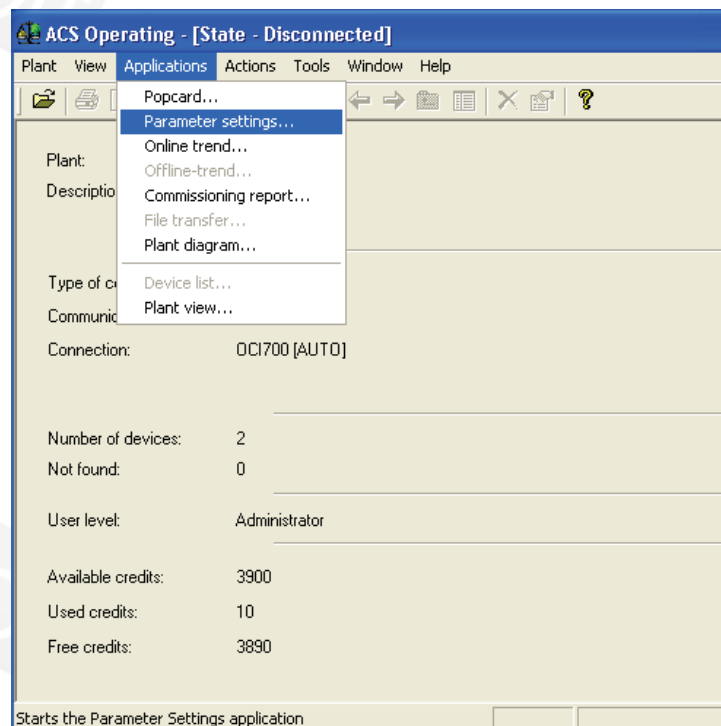 ACS Operating - [State - Disconnected]
Plant View Applications Actions Tools Window Help
Popcard...
Parameter settings...
Online trend...
Offline-trend...
Commissioning report...
File transfer...
Plant diagram...
Device list...
Plant view...
Plant:
Descriptio
Type of c
Communic
Connection: OCI700 [AUTO]
Number of devices: 2
Not found: 0
User level: Administrator
Available credits: 3900
Used credits: 10
Free credits: 3890
Starts the Parameter Settings application